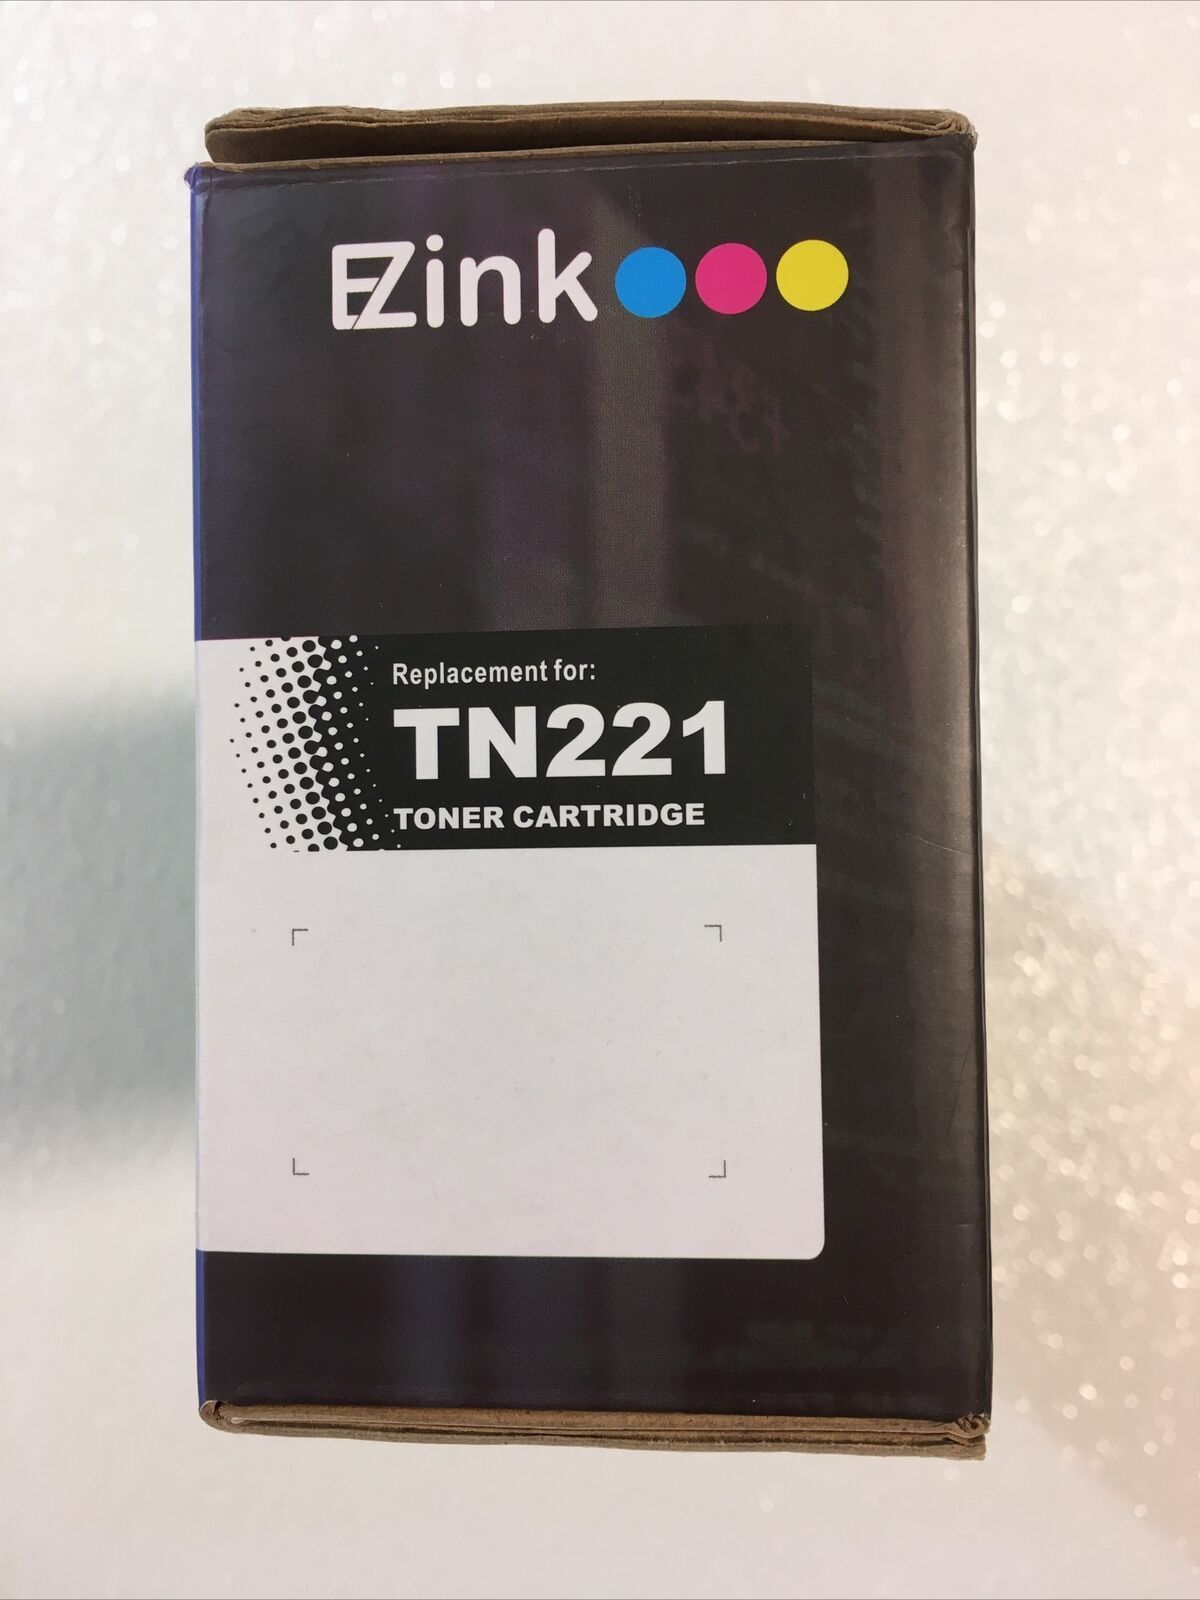 EZink
Replacement for:
TN221
TONER CARTRIDGE